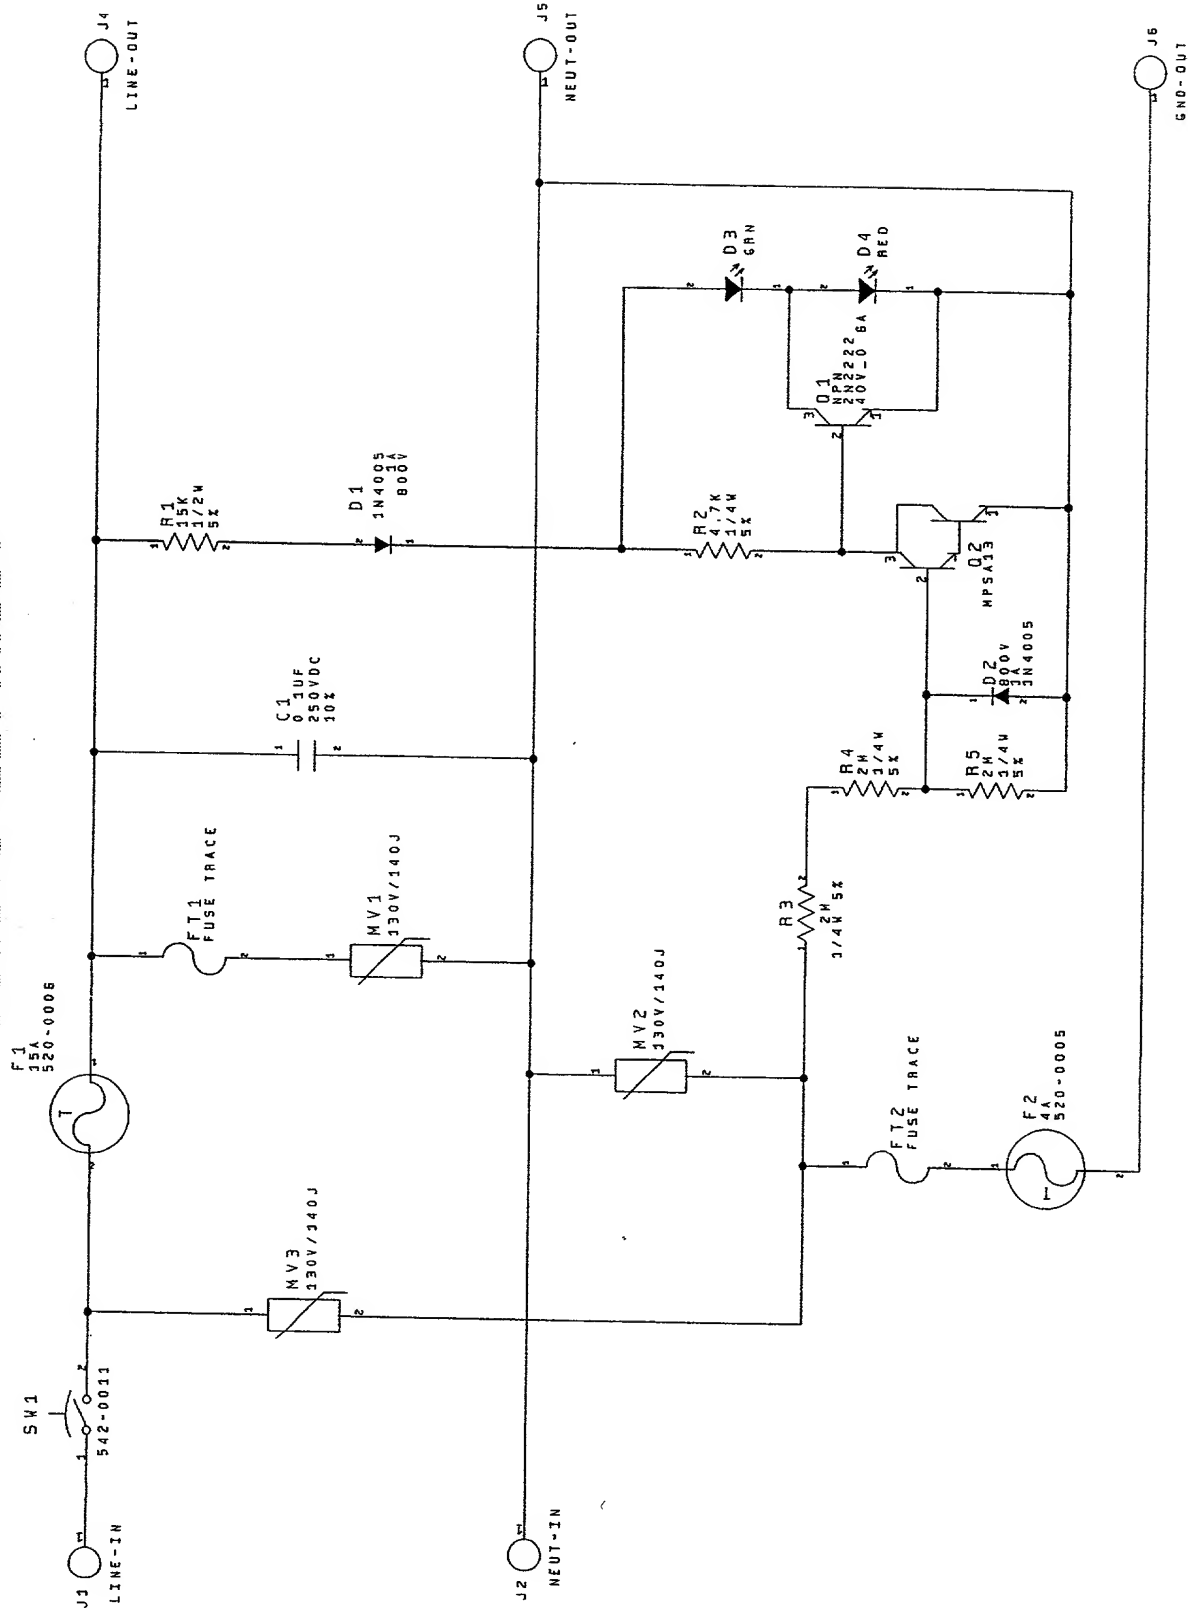 J4
LINE-OUT
J5
NEUT-OUT
J6
GND-OUT
D3
GRN
D4
RED
Q1
NPN
2N2222
40V_0 6A
R1
15K
1/2W
5%
D1
1N4005
1A
800V
R2
4.7K
1/4W
5%
Q2
MPSA13
D2
800V
1A
1N4005
C1
0 1UF
250VDC
10%
R4
2M
1/4W
5%
R5
2M
1/4W
5%
FT1
FUSE TRACE
MV1
130V/140J
R3
2M
1/4W 5%
F1
15A
520-0006
T
MV2
130V/140J
FT2
FUSE TRACE
F2
4A
520-0005
T
MV3
130V/140J
SW1
542-0011
J1
LINE-IN
J2
NEUT-IN